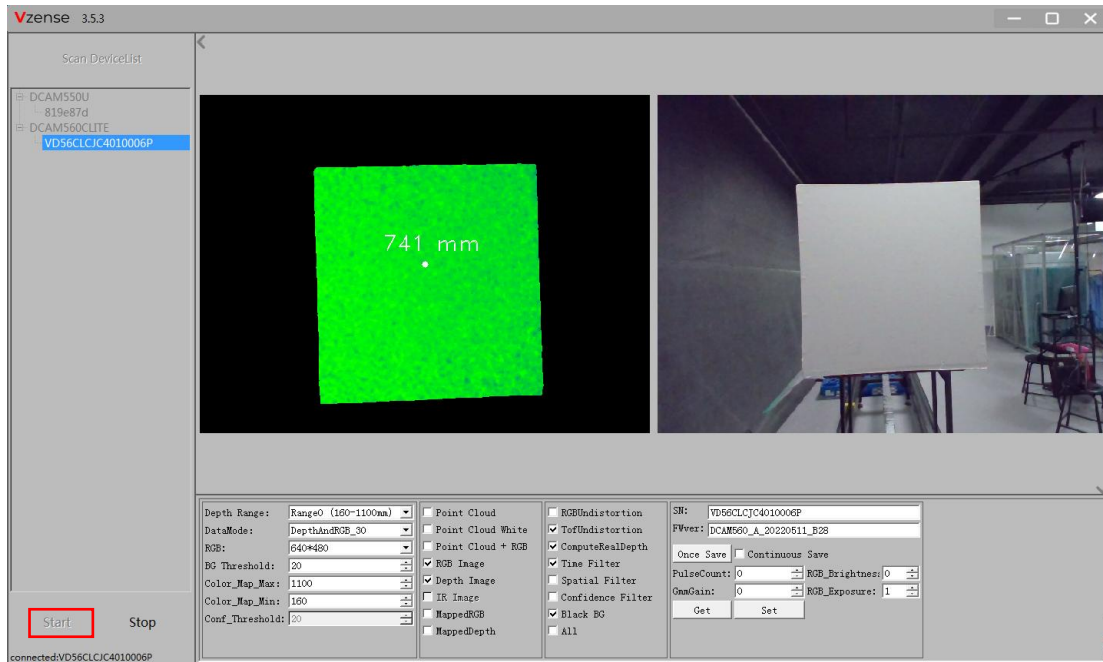 Vzense 3.5.3
Scan DeviceList
DCAM550U
819e87d
DCAM560CLITE
VD56CLCJC4010006P
741 mm
Depth Range: Range0 (160-1100mm)
DataMode: DepthAndRGB_30
RGB: 640*480
BG Threshold: 20
Color_Map_Max: 1100
Color_Map_Min: 160
Conf_Threshold: 20
Point Cloud
Point Cloud White
Point Cloud + RGB
RGB Image
Depth Image
IR Image
MappedRGB
MappedDepth
RGBUndistortion
TofUndistortion
ComputeRealDepth
Time Filter
Spatial Filter
Confidence Filter
Black BG
All
SN: VD56CLCJC4010006P
FWver: DCAM560_A_20220511_B28
Once Save Continuous Save
PulseCount: 0 RGB_Brightnes: 0
GmmGain: 0 RGB_Exposure: 1
Get Set
Start Stop
connected:VD56CLCJC4010006P